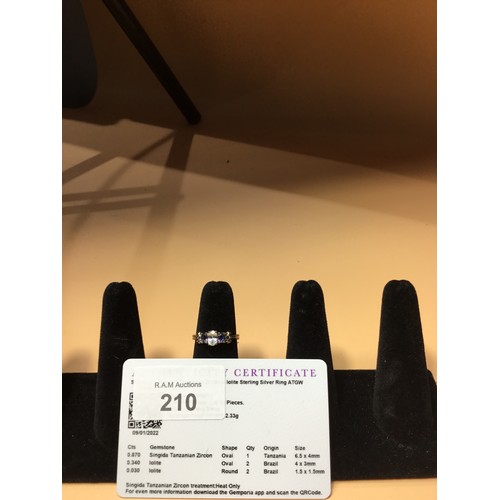 Y CERTIFICATE
Iolite Sterling Silver Ring ATGW
R.A.M Auctions
210
Pieces.
2.33g
09/01/2022
Ctn Gemstone Shape Qty Origin Size
0.870 Singida Tanzanian Zircon Oval 1 Tanzania 6.5 x 4mm
0.340 Iolite Oval 2 Brazil 4 x 3mm
0.030 Iolite Round 2 Brazil 1.5 x 1.5mm
Singida Tanzanian Zircon treatment:Heat Only
For even more information download the Gemporia app and scan the QRCode.